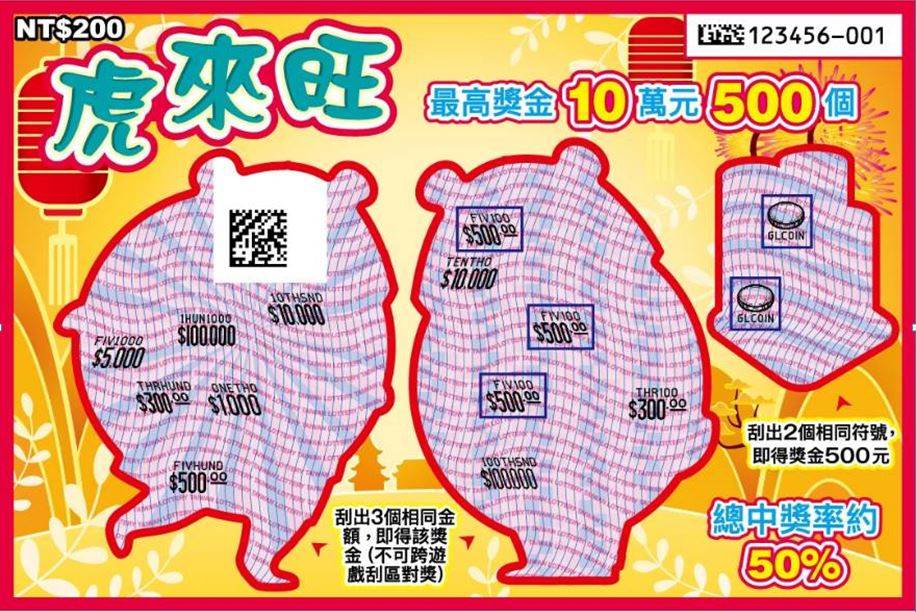 NT$200
123456-001
虎來旺
最高獎金10萬元500個
10THSND
$10,000
1HUN1000
$100,000
FIV1000
$5,000
THRHUND
$300.00
ONETHO
$1,000
FIVHUND
$500.00
FIV100
$500.00
TENTHO
$10,000
FIV100
$500.00
FIV100
$500.00
THR100
$300.00
100THSND
$100,000
GLCOIN
GLCOIN
刮出2個相同符號,
即得獎金500元
刮出3個相同金
額,即得該獎
金(不可跨遊
戲刮區對獎)
總中獎率約
50%